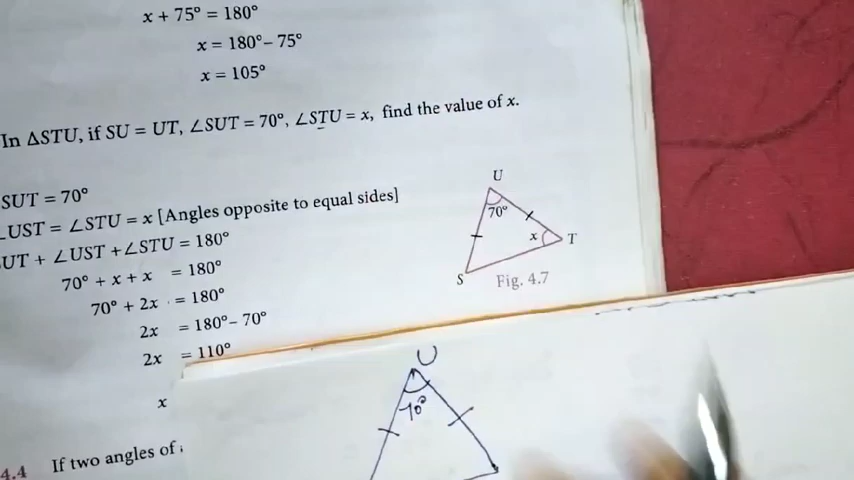 x + 75° = 180°
x = 180° – 75°
x = 105°
In ΔSTU, if SU = UT, ∠SUT = 70°, ∠STU = x, find the value of x.
SUT = 70°
∠UST = ∠STU = x [Angles opposite to equal sides]
UT + ∠UST + ∠STU = 180°
70° + x + x = 180°
70° + 2x = 180°
2x = 180° – 70°
2x = 110°
x
4.4 If two angles of
U
70°
x
T
S
Fig. 4.7
U
70°